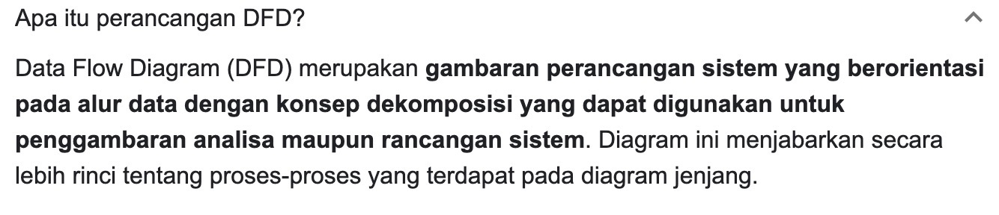 Apa itu perancangan DFD?
Data Flow Diagram (DFD) merupakan gambaran perancangan sistem yang berorientasi
pada alur data dengan konsep dekomposisi yang dapat digunakan untuk
penggambaran analisa maupun rancangan sistem. Diagram ini menjabarkan secara
lebih rinci tentang proses-proses yang terdapat pada diagram jenjang.